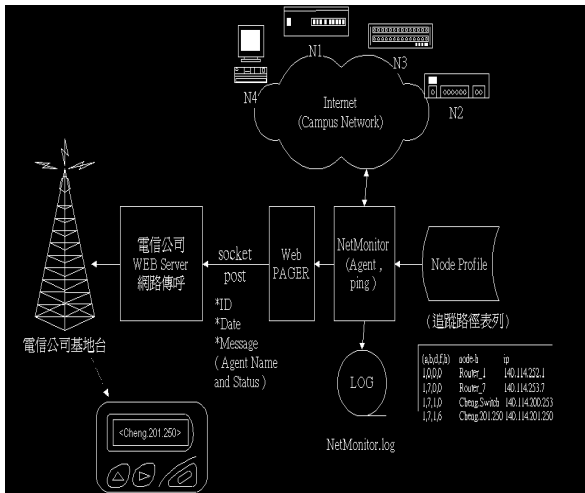 N1
N3
N4
N2
Internet
(Campus Network)
電信公司
WEB Server
網路傳呼
socket
post
Web
PAGER
NetMonitor
(Agent ,
ping )
Node Profile
*ID
*Date
*Message
( Agent Name
and Status )
(追蹤路徑表列)
電信公司基地台
LOG
NetMonitor.log
(a,b,d,f,h) node-h ip
1,0,0,0 Router_1 140.114.252.1
1,7,0,0 Router_7 140.114.253.7
1,7,1,0 Cheng.Switch 140.114.200.253
1,7,1,6 Cheng.201.250 140.114.201.250
<Cheng.201.250>